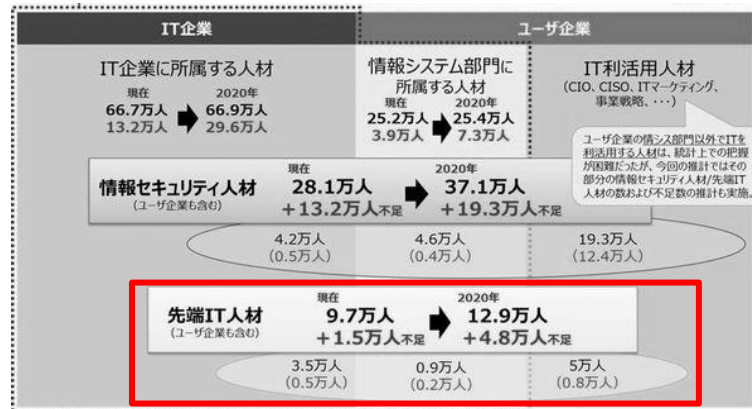 IT企業
ユーザ企業
IT企業に所属する人材
現在 2020年
66.7万人 66.9万人
13.2万人 29.6万人
情報システム部門に
所属する人材
現在 2020年
25.2万人 25.4万人
3.9万人 7.3万人
IT利活用人材
(CIO、CISO、ITマーケティング、
事業戦略、・・・)
ユーザ企業の情シス部門以外でITを
利活用する人材は、統計上での把握
が困難だったが、今回の推計ではその
部分の情報セキュリティ人材/先端IT
人材の数および不足数の推計も実施。
情報セキュリティ人材
(ユーザ企業も含む)
現在 2020年
28.1万人 37.1万人
+13.2万人不足 +19.3万人不足
4.2万人 4.6万人 19.3万人
(0.5万人) (0.4万人) (12.4万人)
先端IT人材
(ユーザ企業も含む)
現在 2020年
9.7万人 12.9万人
+1.5万人不足 +4.8万人不足
3.5万人 0.9万人 5万人
(0.5万人) (0.2万人) (0.8万人)